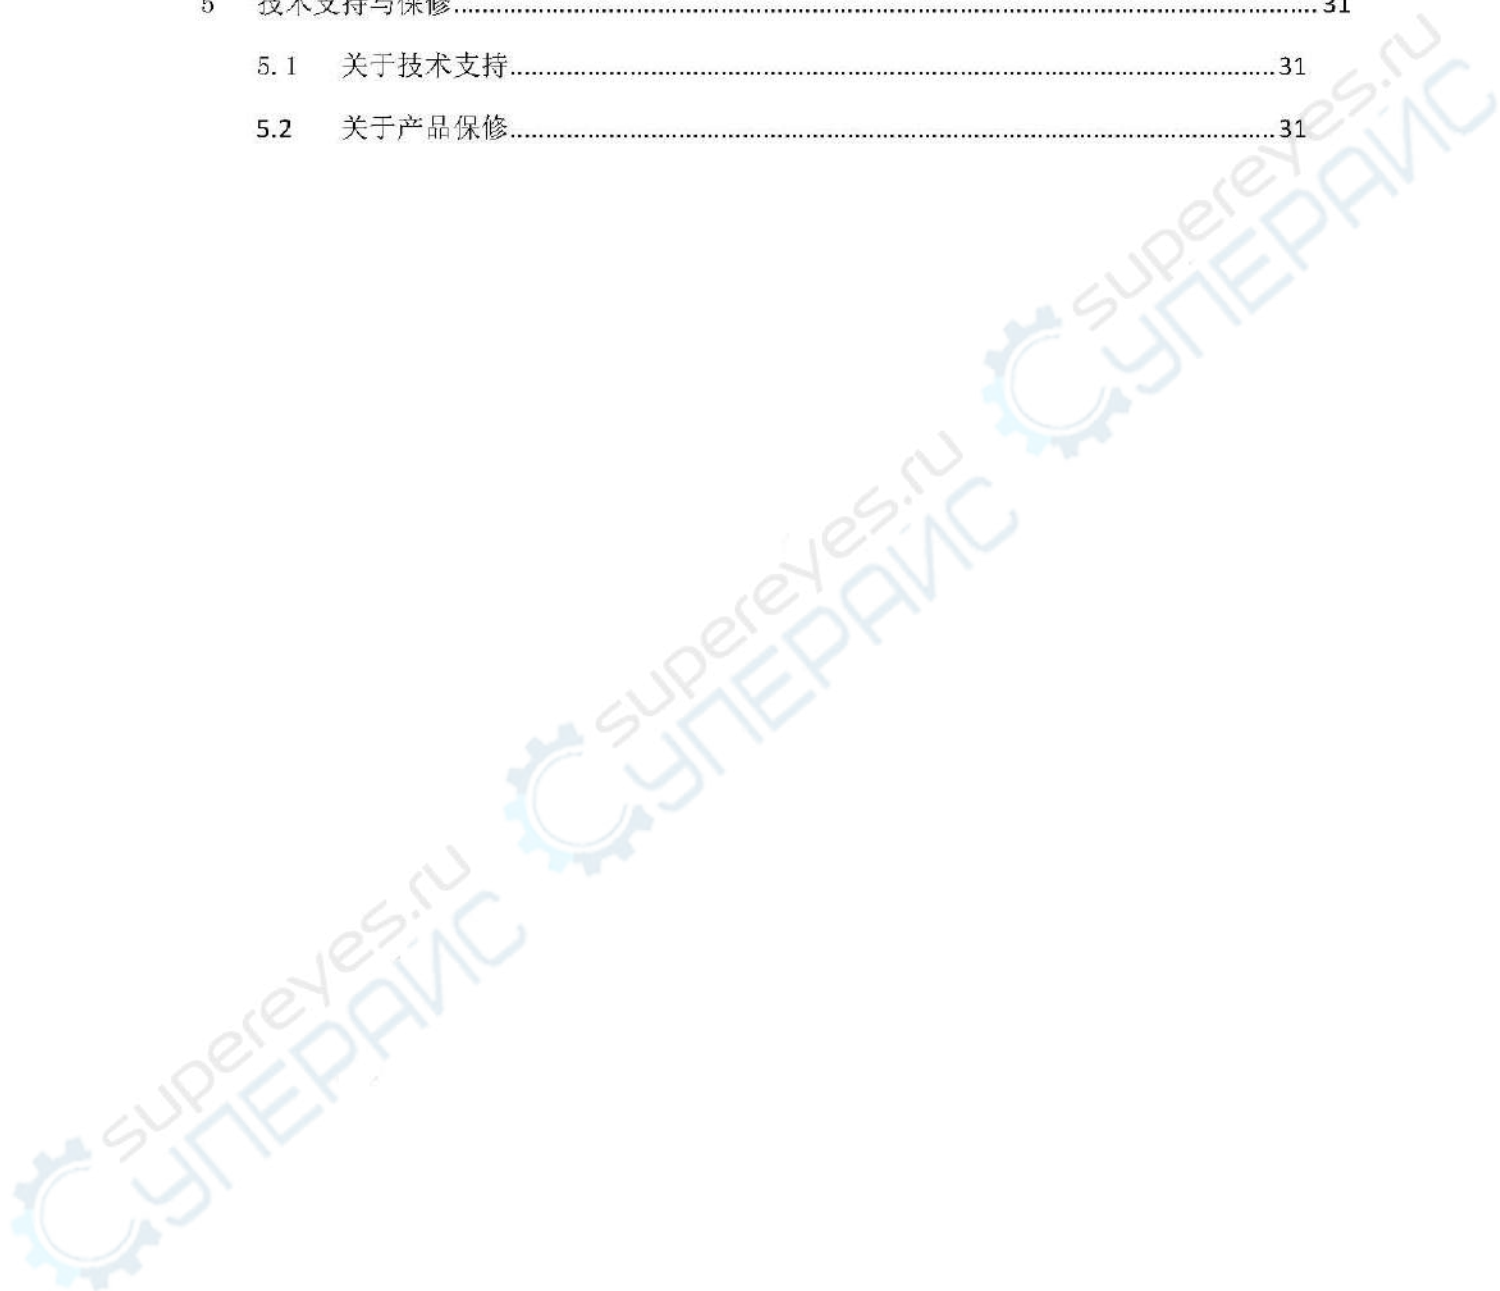 5 技术支持与保修........................................31
5.1 关于技术支持........................................31
5.2 关于产品保修........................................31
supereyes.ru
СУПЕРАЙС
supereyes.ru
СУПЕРАЙС
supereyes.ru
СУПЕРАЙС